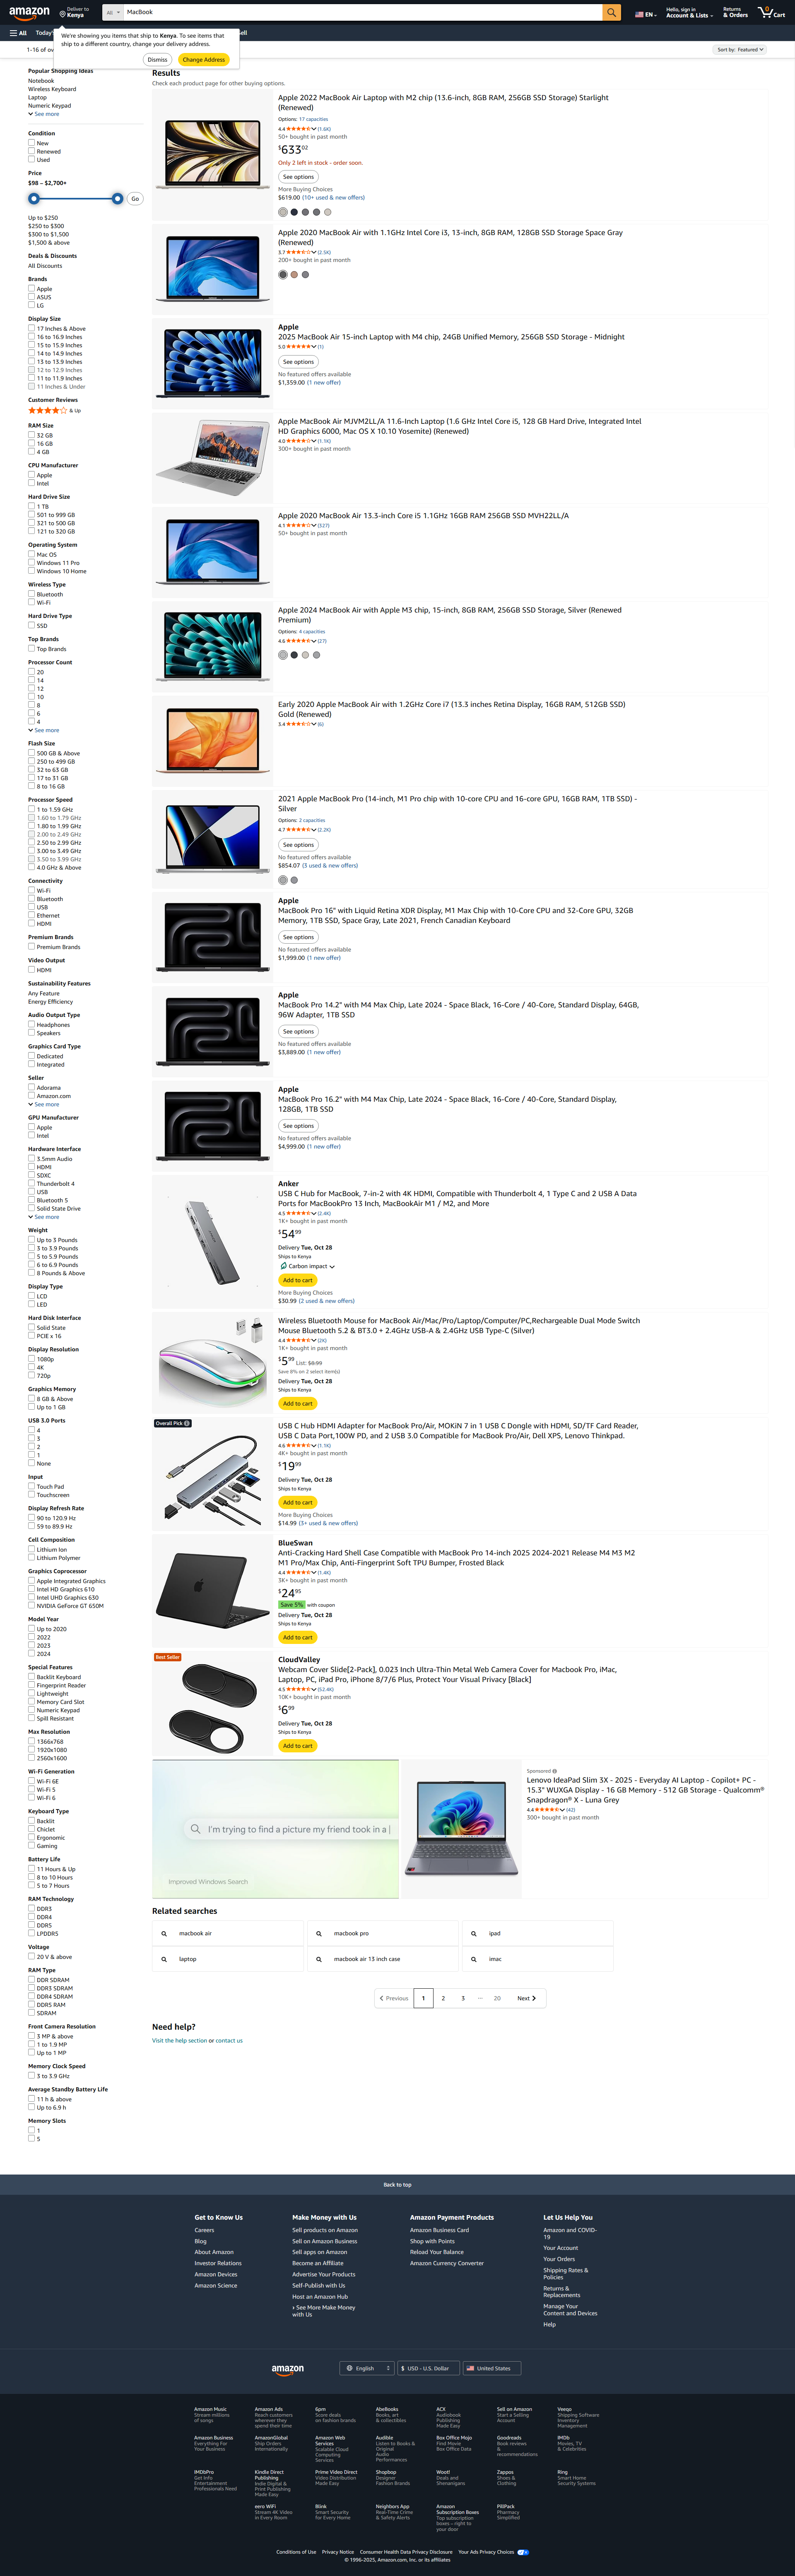 amazon
Deliver to
Kenya
All
MacBook
EN
Hello, sign in
Account & Lists
Returns
& Orders
0
Cart
All
Today's
ell
We're showing you items that ship to Kenya. To see items that
ship to a different country, change your delivery address.
Dismiss
Change Address
1-16 of ov
Sort by: Featured
Popular Shopping Ideas
Notebook
Wireless Keyboard
Laptop
Numeric Keypad
See more
Condition
New
Renewed
Used
Price
$98 – $2,700+
Go
Up to $250
$250 to $300
$300 to $1,500
$1,500 & above
Deals & Discounts
All Discounts
Brands
Apple
ASUS
LG
Display Size
17 Inches & Above
16 to 16.9 Inches
15 to 15.9 Inches
14 to 14.9 Inches
13 to 13.9 Inches
12 to 12.9 Inches
11 to 11.9 Inches
11 Inches & Under
Customer Reviews
& Up
RAM Size
32 GB
16 GB
4 GB
CPU Manufacturer
Apple
Intel
Hard Drive Size
1 TB
501 to 999 GB
321 to 500 GB
121 to 320 GB
Operating System
Mac OS
Windows 11 Pro
Windows 10 Home
Wireless Type
Bluetooth
Wi-Fi
Hard Drive Type
SSD
Top Brands
Top Brands
Processor Count
20
14
12
10
8
6
4
See more
Flash Size
500 GB & Above
250 to 499 GB
32 to 63 GB
17 to 31 GB
8 to 16 GB
Processor Speed
1 to 1.59 GHz
1.60 to 1.79 GHz
1.80 to 1.99 GHz
2.00 to 2.49 GHz
2.50 to 2.99 GHz
3.00 to 3.49 GHz
3.50 to 3.99 GHz
4.0 GHz & Above
Connectivity
Wi-Fi
Bluetooth
USB
Ethernet
HDMI
Premium Brands
Premium Brands
Video Output
HDMI
Sustainability Features
Any Feature
Energy Efficiency
Audio Output Type
Headphones
Speakers
Graphics Card Type
Dedicated
Integrated
Seller
Adorama
Amazon.com
See more
GPU Manufacturer
Apple
Intel
Hardware Interface
3.5mm Audio
HDMI
SDXC
Thunderbolt 4
USB
Bluetooth 5
Solid State Drive
See more
Weight
Up to 3 Pounds
3 to 3.9 Pounds
5 to 5.9 Pounds
6 to 6.9 Pounds
8 Pounds & Above
Display Type
LCD
LED
Hard Disk Interface
Solid State
PCIE x 16
Display Resolution
1080p
4K
720p
Graphics Memory
8 GB & Above
Up to 1 GB
USB 3.0 Ports
4
3
2
1
None
Input
Touch Pad
Touchscreen
Display Refresh Rate
90 to 120.9 Hz
59 to 89.9 Hz
Cell Composition
Lithium Ion
Lithium Polymer
Graphics Coprocessor
Apple Integrated Graphics
Intel HD Graphics 610
Intel UHD Graphics 630
NVIDIA GeForce GT 650M
Model Year
Up to 2020
2022
2023
2024
Special Features
Backlit Keyboard
Fingerprint Reader
Lightweight
Memory Card Slot
Numeric Keypad
Spill Resistant
Max Resolution
1366x768
1920x1080
2560x1600
Wi-Fi Generation
Wi-Fi 6E
Wi-Fi 5
Wi-Fi 6
Keyboard Type
Backlit
Chiclet
Ergonomic
Gaming
Battery Life
11 Hours & Up
8 to 10 Hours
5 to 7 Hours
RAM Technology
DDR3
DDR4
DDR5
LPDDR5
Voltage
20 V & above
RAM Type
DDR SDRAM
DDR3 SDRAM
DDR4 SDRAM
DDR5 RAM
SDRAM
Front Camera Resolution
3 MP & above
1 to 1.9 MP
Up to 1 MP
Memory Clock Speed
3 to 3.9 GHz
Average Standby Battery Life
11 h & above
Up to 6.9 h
Memory Slots
1
5
Results
Check each product page for other buying options.
Apple 2022 MacBook Air Laptop with M2 chip (13.6-inch, 8GB RAM, 256GB SSD Storage) Starlight
(Renewed)
Options: 17 capacities
4.4 (1.6K)
50+ bought in past month
$633 02
Only 2 left in stock - order soon.
See options
More Buying Choices
$619.00 (10+ used & new offers)
Apple 2020 MacBook Air with 1.1GHz Intel Core i3, 13-inch, 8GB RAM, 128GB SSD Storage Space Gray
(Renewed)
3.7 (2.5K)
200+ bought in past month
Apple
2025 MacBook Air 15-inch Laptop with M4 chip, 24GB Unified Memory, 256GB SSD Storage - Midnight
5.0 (1)
See options
No featured offers available
$1,359.00 (1 new offer)
Apple MacBook Air MJVM2LL/A 11.6-Inch Laptop (1.6 GHz Intel Core i5, 128 GB Hard Drive, Integrated Intel
HD Graphics 6000, Mac OS X 10.10 Yosemite) (Renewed)
4.0 (1.1K)
300+ bought in past month
Apple 2020 MacBook Air 13.3-inch Core i5 1.1GHz 16GB RAM 256GB SSD MVH22LL/A
4.1 (327)
50+ bought in past month
Apple 2024 MacBook Air with Apple M3 chip, 15-inch, 8GB RAM, 256GB SSD Storage, Silver (Renewed
Premium)
Options: 4 capacities
4.6 (27)
Early 2020 Apple MacBook Air with 1.2GHz Core i7 (13.3 inches Retina Display, 16GB RAM, 512GB SSD)
Gold (Renewed)
3.4 (6)
2021 Apple MacBook Pro (14-inch, M1 Pro chip with 10-core CPU and 16-core GPU, 16GB RAM, 1TB SSD) -
Silver
Options: 2 capacities
4.7 (2.2K)
See options
No featured offers available
$854.07 (3 used & new offers)
Apple
MacBook Pro 16" with Liquid Retina XDR Display, M1 Max Chip with 10-Core CPU and 32-Core GPU, 32GB
Memory, 1TB SSD, Space Gray, Late 2021, French Canadian Keyboard
See options
No featured offers available
$1,999.00 (1 new offer)
Apple
MacBook Pro 14.2" with M4 Max Chip, Late 2024 - Space Black, 16-Core / 40-Core, Standard Display, 64GB,
96W Adapter, 1TB SSD
See options
No featured offers available
$3,889.00 (1 new offer)
Apple
MacBook Pro 16.2" with M4 Max Chip, Late 2024 - Space Black, 16-Core / 40-Core, Standard Display,
128GB, 1TB SSD
See options
No featured offers available
$4,999.00 (1 new offer)
Anker
USB C Hub for MacBook, 7-in-2 with 4K HDMI, Compatible with Thunderbolt 4, 1 Type C and 2 USB A Data
Ports for MacBookPro 13 Inch, MacBookAir M1 / M2, and More
4.5 (2.4K)
1K+ bought in past month
$54 99
Delivery Tue, Oct 28
Ships to Kenya
Carbon impact
Add to cart
More Buying Choices
$30.99 (2 used & new offers)
Wireless Bluetooth Mouse for MacBook Air/Mac/Pro/Laptop/Computer/PC,Rechargeable Dual Mode Switch
Mouse Bluetooth 5.2 & BT3.0 + 2.4GHz USB-A & 2.4GHz USB Type-C (Silver)
4.4 (2K)
1K+ bought in past month
$5 99 List: $8.99
Save 8% on 2 select item(s)
Delivery Tue, Oct 28
Ships to Kenya
Add to cart
Overall Pick
USB C Hub HDMI Adapter for MacBook Pro/Air, MOKiN 7 in 1 USB C Dongle with HDMI, SD/TF Card Reader,
USB C Data Port,100W PD, and 2 USB 3.0 Compatible for MacBook Pro/Air, Dell XPS, Lenovo Thinkpad.
4.6 (1.1K)
4K+ bought in past month
$19 99
Delivery Tue, Oct 28
Ships to Kenya
Add to cart
More Buying Choices
$14.99 (3+ used & new offers)
BlueSwan
Anti-Cracking Hard Shell Case Compatible with MacBook Pro 14-inch 2025 2024-2021 Release M4 M3 M2
M1 Pro/Max Chip, Anti-Fingerprint Soft TPU Bumper, Frosted Black
4.4 (1.4K)
3K+ bought in past month
$24 95
Save 5% with coupon
Delivery Tue, Oct 28
Ships to Kenya
Add to cart
Best Seller
CloudValley
Webcam Cover Slide[2-Pack], 0.023 Inch Ultra-Thin Metal Web Camera Cover for Macbook Pro, iMac,
Laptop, PC, iPad Pro, iPhone 8/7/6 Plus, Protect Your Visual Privacy [Black]
4.5 (52.4K)
10K+ bought in past month
$6 99
Delivery Tue, Oct 28
Ships to Kenya
Add to cart
I'm trying to find a picture my friend took in a
Improved Windows Search
Sponsored
Lenovo IdeaPad Slim 3X - 2025 - Everyday AI Laptop - Copilot+ PC -
15.3" WUXGA Display - 16 GB Memory - 512 GB Storage - Qualcomm®
Snapdragon® X - Luna Grey
4.4 (42)
300+ bought in past month
Related searches
macbook air
macbook pro
ipad
laptop
macbook air 13 inch case
imac
Previous
1
2
3
...
20
Next
Need help?
Visit the help section or contact us
Back to top
Get to Know Us
Careers
Blog
About Amazon
Investor Relations
Amazon Devices
Amazon Science
Make Money with Us
Sell products on Amazon
Sell on Amazon Business
Sell apps on Amazon
Become an Affiliate
Advertise Your Products
Self-Publish with Us
Host an Amazon Hub
› See More Make Money
with Us
Amazon Payment Products
Amazon Business Card
Shop with Points
Reload Your Balance
Amazon Currency Converter
Let Us Help You
Amazon and COVID-
19
Your Account
Your Orders
Shipping Rates &
Policies
Returns &
Replacements
Manage Your
Content and Devices
Help
amazon
English
$ USD - U.S. Dollar
United States
Amazon Music
Stream millions
of songs
Amazon Ads
Reach customers
wherever they
spend their time
6pm
Score deals
on fashion brands
AbeBooks
Books, art
& collectibles
ACX
Audiobook
Publishing
Made Easy
Sell on Amazon
Start a Selling
Account
Veeqo
Shipping Software
Inventory
Management
Amazon Business
Everything For
Your Business
AmazonGlobal
Ship Orders
Internationally
Amazon Web
Services
Scalable Cloud
Computing
Services
Audible
Listen to Books &
Original
Audio
Performances
Box Office Mojo
Find Movie
Box Office Data
Goodreads
Book reviews
&
recommendations
IMDb
Movies, TV
& Celebrities
IMDbPro
Get Info
Entertainment
Professionals Need
Kindle Direct
Publishing
Indie Digital &
Print Publishing
Made Easy
Prime Video Direct
Video Distribution
Made Easy
Shopbop
Designer
Fashion Brands
Woot!
Deals and
Shenanigans
Zappos
Shoes &
Clothing
Ring
Smart Home
Security Systems
eero WiFi
Stream 4K Video
in Every Room
Blink
Smart Security
for Every Home
Neighbors App
Real-Time Crime
& Safety Alerts
Amazon
Subscription Boxes
Top subscription
boxes – right to
your door
PillPack
Pharmacy
Simplified
Conditions of Use
Privacy Notice
Consumer Health Data Privacy Disclosure
Your Ads Privacy Choices
© 1996-2025, Amazon.com, Inc. or its affiliates